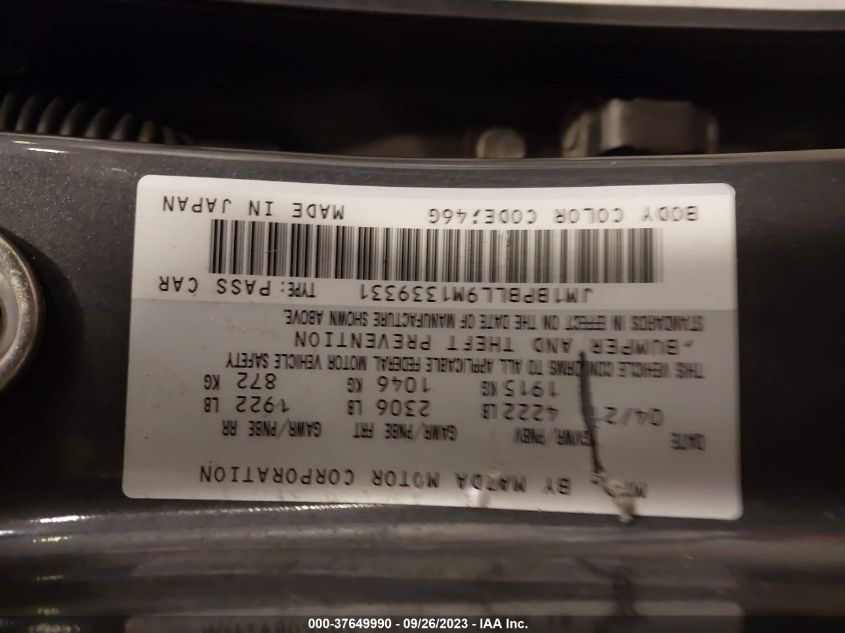 MFD. BY MAZDA MOTOR CORPORATION
DATE GVWR/PNBV GAWR/PNBE FRT GAWR/PNBE RR
04/21 4222 LB 2306 LB 1922 LB
1915 KG 1046 KG 872 KG
THIS VEHICLE CONFORMS TO ALL APPLICABLE FEDERAL MOTOR VEHICLE SAFETY
,BUMPER, AND THEFT PREVENTION
STANDARDS IN EFFECT ON THE DATE OF MANUFACTURE SHOWN ABOVE.
JM1BPBLL9M1339331 TYPE: PASS CAR
BODY COLOR CODE:46G MADE IN JAPAN
000-37649990 - 09/26/2023 - IAA Inc.